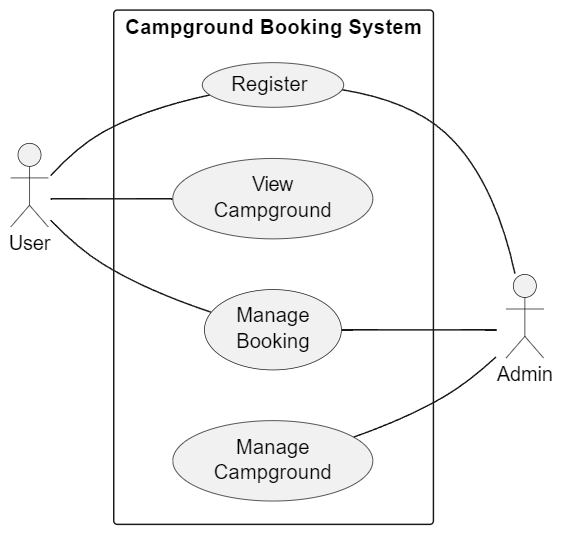 Campground Booking System
Register
View
Campground
User
Manage
Booking
Admin
Manage
Campground